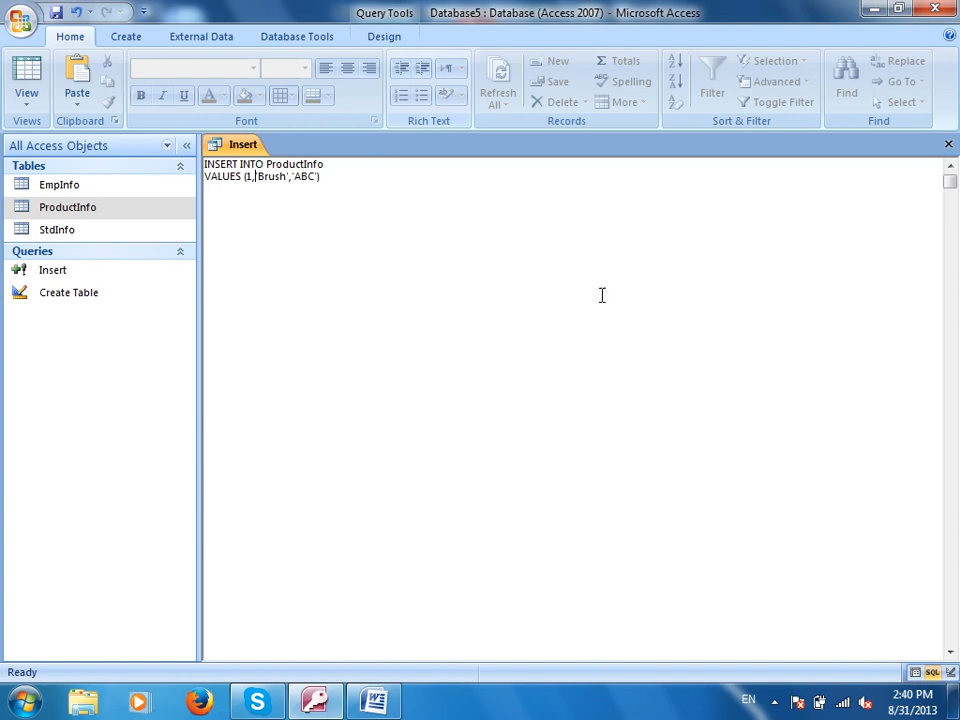 Query Tools
Database5 : Database (Access 2007) - Microsoft Access
Home
Create
External Data
Database Tools
Design
View
Views
Paste
Clipboard
B I U
Font
Rich Text
Refresh
All
New
Save
Delete
Totals
Spelling
More
Records
Filter
Selection
Advanced
Toggle Filter
Sort & Filter
Find
Replace
Go To
Select
Find
All Access Objects
Tables
EmpInfo
ProductInfo
StdInfo
Queries
Insert
Create Table
Insert
INSERT INTO ProductInfo
VALUES (1,'Brush','ABC')
Ready
SQL
EN
2:40 PM
8/31/2013